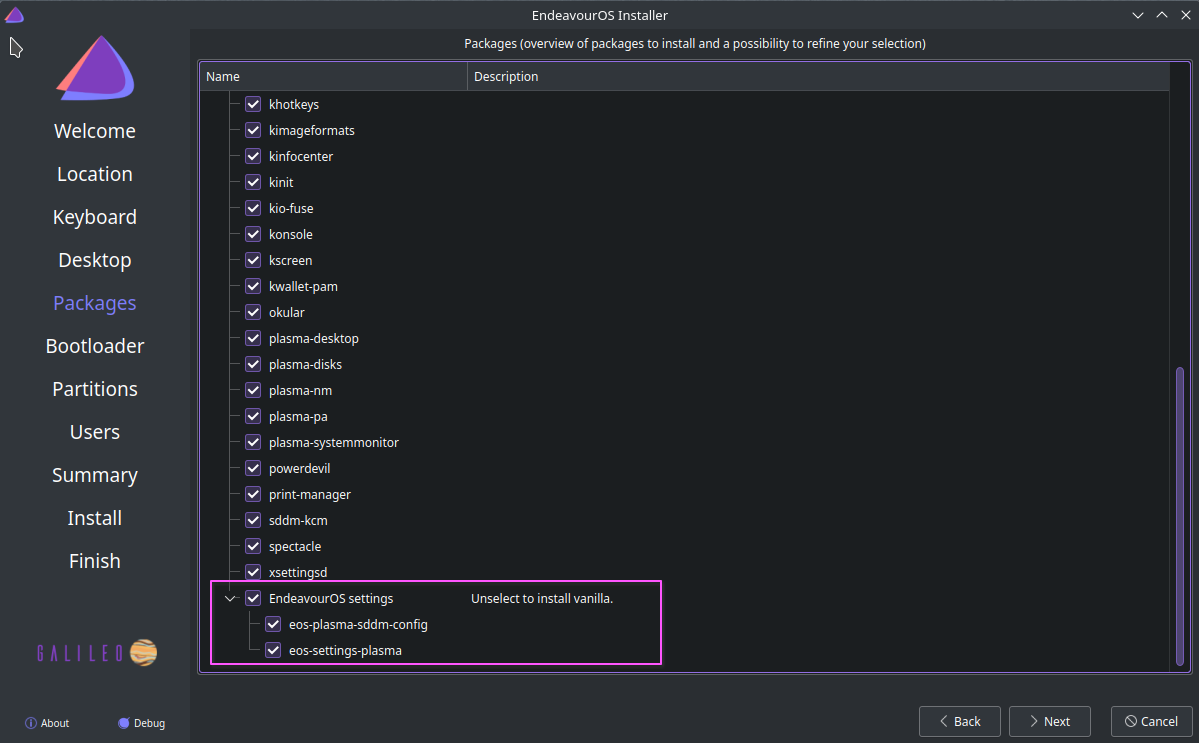 EndeavourOS Installer
Packages (overview of packages to install and a possibility to refine your selection)
Welcome
Location
Keyboard
Desktop
Packages
Bootloader
Partitions
Users
Summary
Install
Finish
GALILEO
About
Debug
Name Description
khotkeys
kimageformats
kinfocenter
kinit
kio-fuse
konsole
kscreen
kwallet-pam
okular
plasma-desktop
plasma-disks
plasma-nm
plasma-pa
plasma-systemmonitor
powerdevil
print-manager
sddm-kcm
spectacle
xsettingsd
EndeavourOS settings Unselect to install vanilla.
eos-plasma-sddm-config
eos-settings-plasma
Back
Next
Cancel